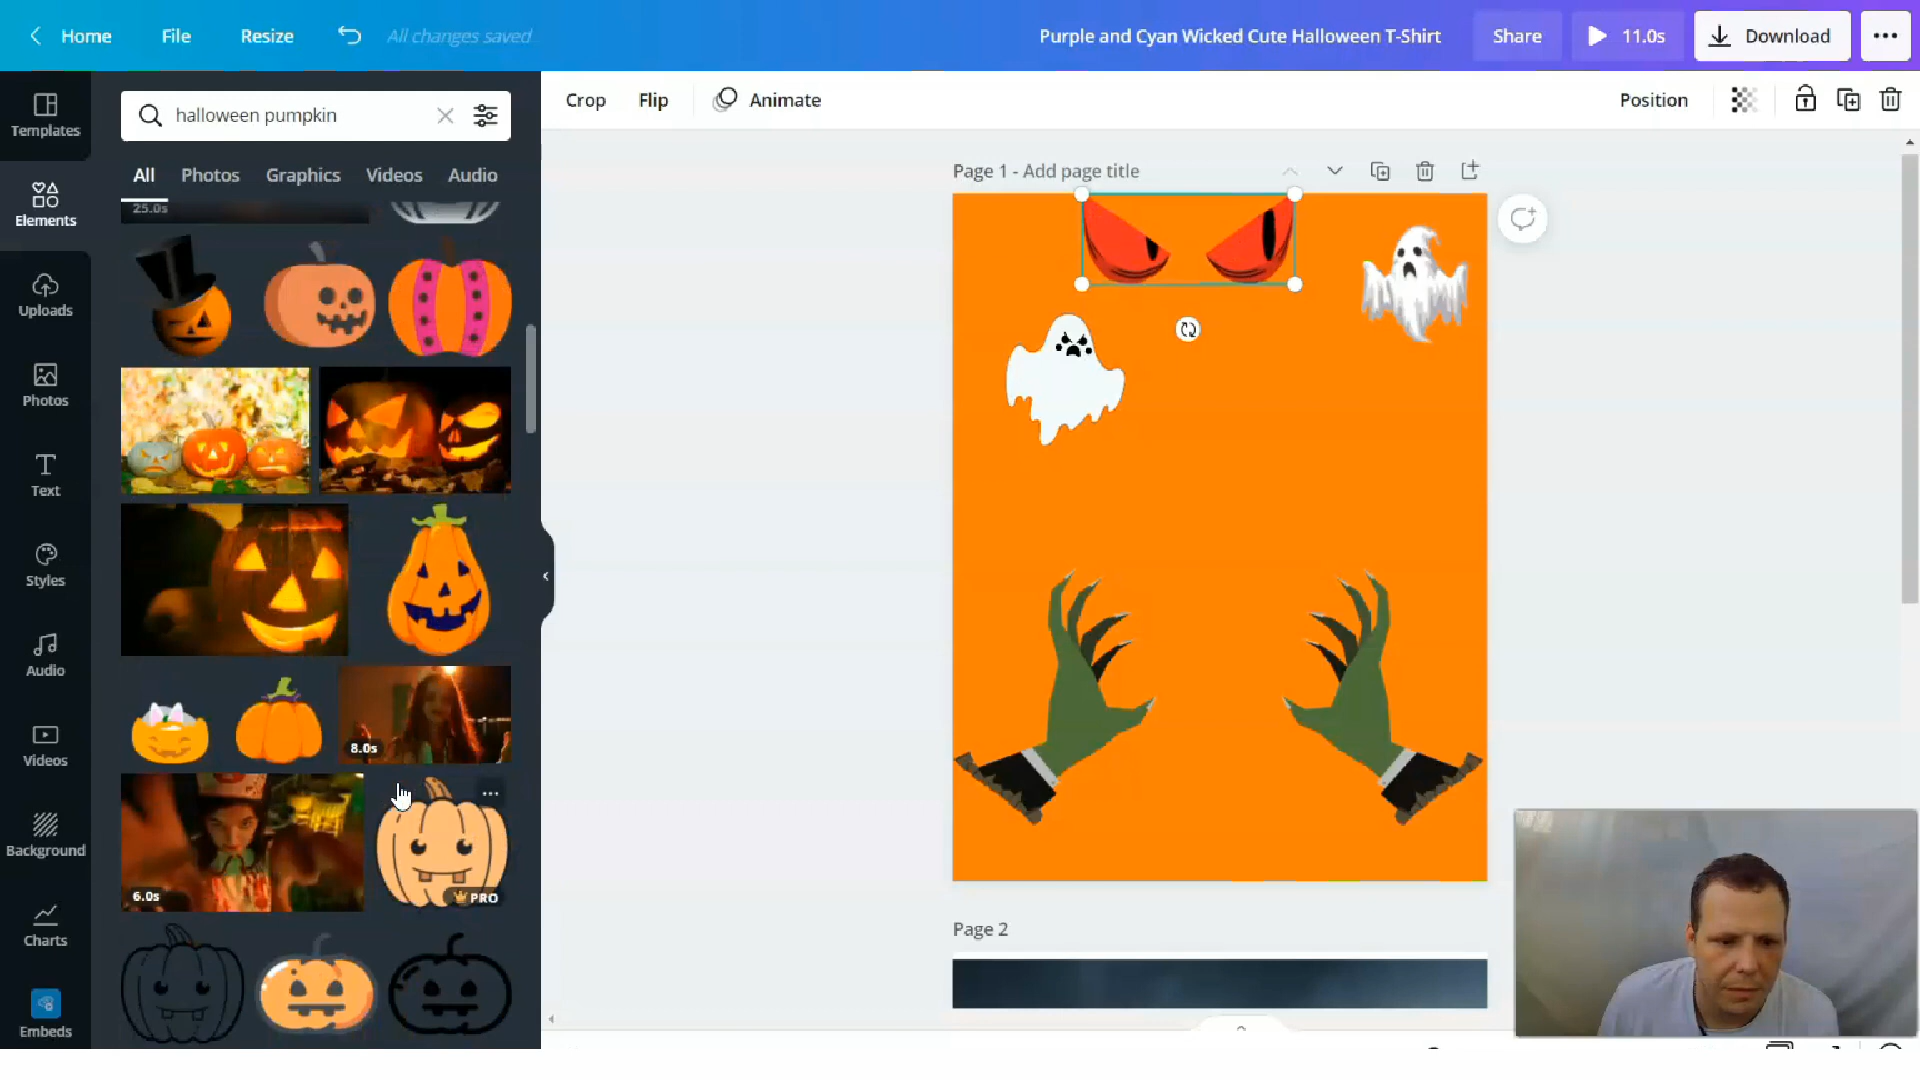 Home File Resize All changes saved Purple and Cyan Wicked Cute Halloween T-Shirt Share 11.0s Download
Templates
Elements
Uploads
Photos
Text
Styles
Audio
Videos
Background
Charts
Embeds
halloween pumpkin
All Photos Graphics Videos Audio
25.0s
8.0s
6.0s
PRO
Crop Flip Animate Position
Page 1 - Add page title
Page 2